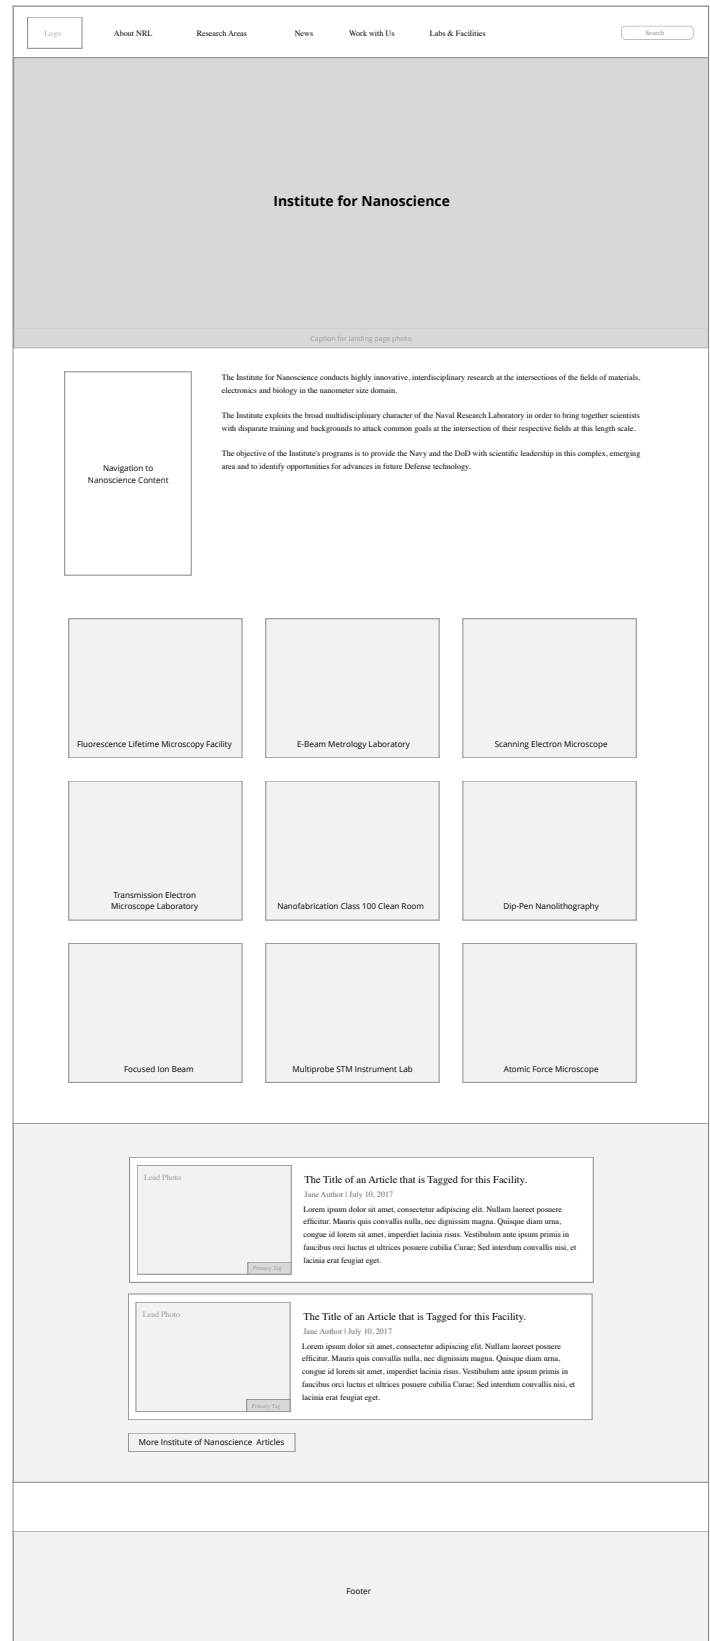 Logo
About NRL
Research Areas
News
Work with Us
Labs & Facilities
Search
Institute for Nanoscience
Caption for landing page photo.
Navigation to
Nanoscience Content
The Institute for Nanoscience conducts highly innovative, interdisciplinary research at the intersections of the fields of materials,
electronics and biology in the nanometer size domain.
The Institute exploits the broad multidisciplinary character of the Naval Research Laboratory in order to bring together scientists
with disparate training and backgrounds to attack common goals at the intersection of their respective fields at this length scale.
The objective of the Institute's programs is to provide the Navy and the DoD with scientific leadership in this complex, emerging
area and to identify opportunities for advances in future Defense technology.
Fluorescence Lifetime Microscopy Facility
E-Beam Metrology Laboratory
Scanning Electron Microscope
Transmission Electron
Microscope Laboratory
Nanofabrication Class 100 Clean Room
Dip-Pen Nanolithography
Focused Ion Beam
Multiprobe STM Instrument Lab
Atomic Force Microscope
Lead Photo
Primary Tag
The Title of an Article that is Tagged for this Facility.
Jane Author | July 10, 2017
Lorem ipsum dolor sit amet, consectetur adipiscing elit. Nullam laoreet posuere
efficitur. Mauris quis convallis nulla, nec dignissim magna. Quisque diam urna,
congue id lorem sit amet, imperdiet lacinia risus. Vestibulum ante ipsum primis in
faucibus orci luctus et ultrices posuere cubilia Curae; Sed interdum convallis nisi, et
lacinia erat feugiat eget.
Lead Photo
Primary Tag
The Title of an Article that is Tagged for this Facility.
Jane Author | July 10, 2017
Lorem ipsum dolor sit amet, consectetur adipiscing elit. Nullam laoreet posuere
efficitur. Mauris quis convallis nulla, nec dignissim magna. Quisque diam urna,
congue id lorem sit amet, imperdiet lacinia risus. Vestibulum ante ipsum primis in
faucibus orci luctus et ultrices posuere cubilia Curae; Sed interdum convallis nisi, et
lacinia erat feugiat eget.
More Institute of Nanoscience Articles
Footer